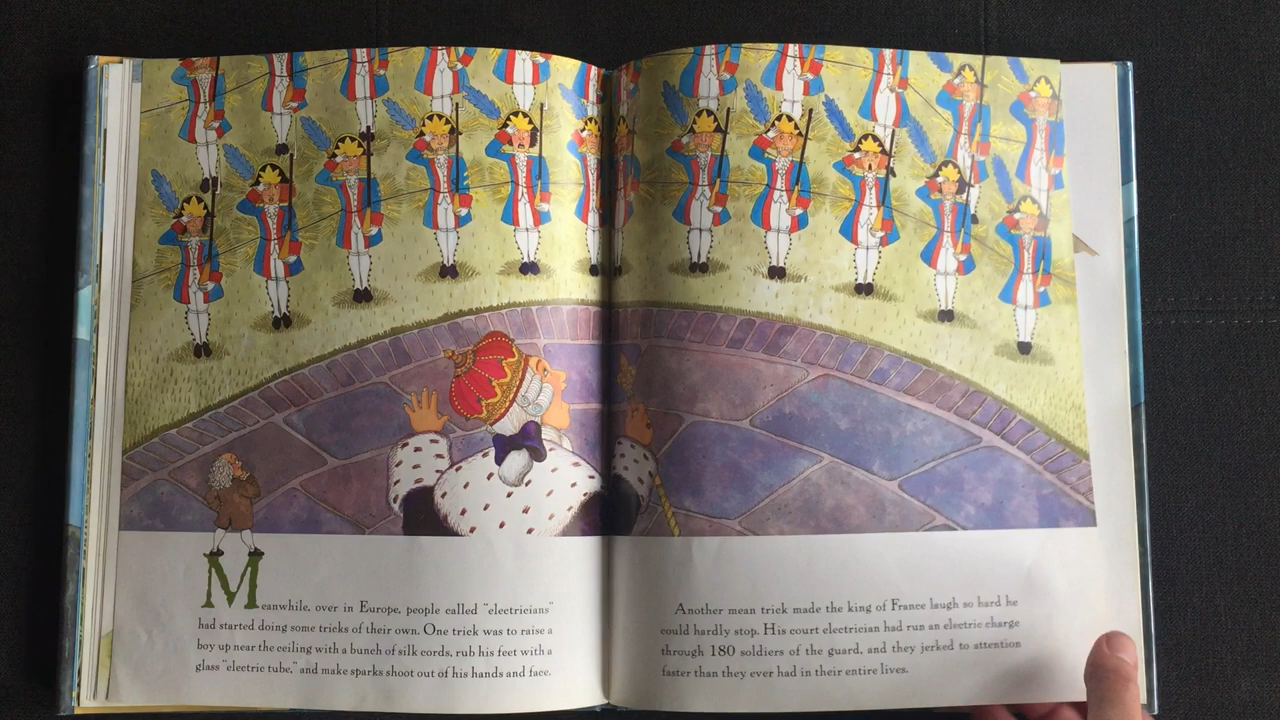 Meanwhile, over in Europe, people called "electricians"
had started doing some tricks of their own. One trick was to raise a
boy up near the ceiling with a bunch of silk cords, rub his feet with a
glass "electric tube," and make sparks shoot out of his hands and face.
Another mean trick made the king of France laugh so hard he
could hardly stop. His court electrician had run an electric charge
through 180 soldiers of the guard, and they jerked to attention
faster than they ever had in their entire lives.